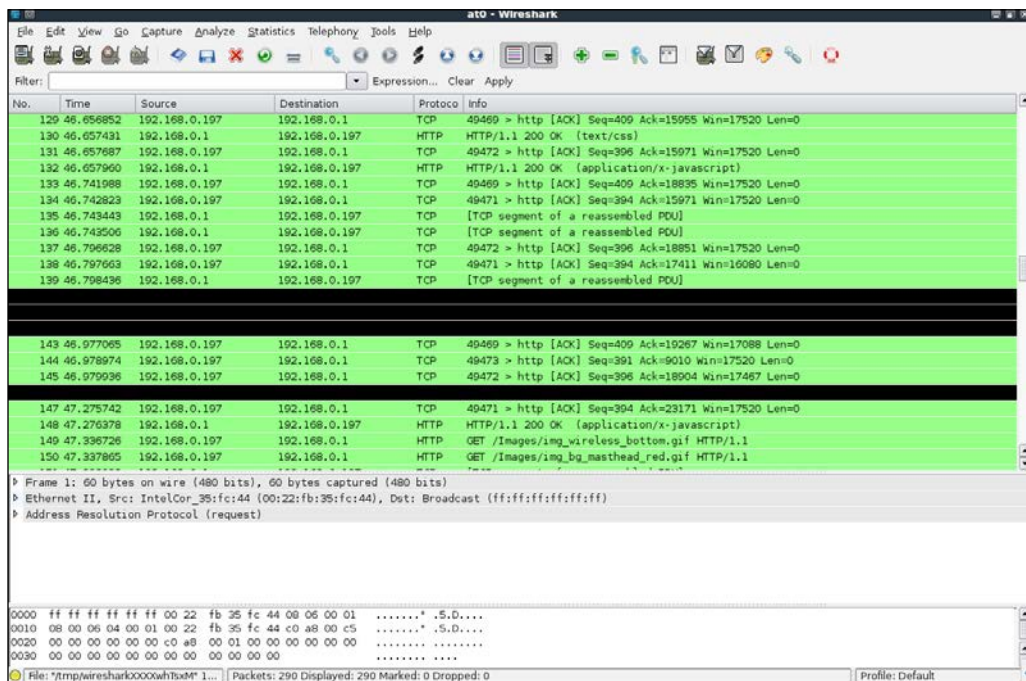 at0 - Wireshark
File Edit View Go Capture Analyze Statistics Telephony Tools Help
Filter: Expression... Clear Apply
No. Time Source Destination Protoco Info
129 46.656852 192.168.0.197 192.168.0.1 TCP 49469 > http [ACK] Seq=409 Ack=15955 Win=17520 Len=0
130 46.657431 192.168.0.1 192.168.0.197 HTTP HTTP/1.1 200 OK (text/css)
131 46.657687 192.168.0.197 192.168.0.1 TCP 49472 > http [ACK] Seq=396 Ack=15971 Win=17520 Len=0
132 46.657960 192.168.0.1 192.168.0.197 HTTP HTTP/1.1 200 OK (application/x-javascript)
133 46.741988 192.168.0.197 192.168.0.1 TCP 49469 > http [ACK] Seq=409 Ack=18835 Win=17520 Len=0
134 46.742823 192.168.0.197 192.168.0.1 TCP 49471 > http [ACK] Seq=394 Ack=15971 Win=17520 Len=0
135 46.743443 192.168.0.1 192.168.0.197 TCP [TCP segment of a reassembled PDU]
136 46.743506 192.168.0.1 192.168.0.197 TCP [TCP segment of a reassembled PDU]
137 46.796628 192.168.0.197 192.168.0.1 TCP 49472 > http [ACK] Seq=396 Ack=18851 Win=17520 Len=0
138 46.797663 192.168.0.197 192.168.0.1 TCP 49471 > http [ACK] Seq=394 Ack=17411 Win=16080 Len=0
139 46.798436 192.168.0.1 192.168.0.197 TCP [TCP segment of a reassembled PDU]
143 46.977065 192.168.0.197 192.168.0.1 TCP 49469 > http [ACK] Seq=409 Ack=19267 Win=17088 Len=0
144 46.978974 192.168.0.197 192.168.0.1 TCP 49473 > http [ACK] Seq=391 Ack=9010 Win=17520 Len=0
145 46.979936 192.168.0.197 192.168.0.1 TCP 49472 > http [ACK] Seq=396 Ack=18904 Win=17467 Len=0
147 47.275742 192.168.0.197 192.168.0.1 TCP 49471 > http [ACK] Seq=394 Ack=23171 Win=17520 Len=0
148 47.276378 192.168.0.1 192.168.0.197 HTTP HTTP/1.1 200 OK (application/x-javascript)
149 47.336726 192.168.0.197 192.168.0.1 HTTP GET /Images/img_wireless_bottom.gif HTTP/1.1
150 47.337865 192.168.0.197 192.168.0.1 HTTP GET /Images/img_bg_masthead_red.gif HTTP/1.1
Frame 1: 60 bytes on wire (480 bits), 60 bytes captured (480 bits)
Ethernet II, Src: IntelCor_35:fc:44 (00:22:fb:35:fc:44), Dst: Broadcast (ff:ff:ff:ff:ff:ff)
Address Resolution Protocol (request)
0000 ff ff ff ff ff ff 00 22 fb 35 fc 44 08 06 00 01 ......." .5.D....
0010 08 00 06 04 00 01 00 22 fb 35 fc 44 c0 a8 00 c5 ......." .5.D....
0020 00 00 00 00 00 00 c0 a8 00 01 00 00 00 00 00 00 ........ ........
0030 00 00 00 00 00 00 00 00 00 00 00 00 ........ ....
File: "/tmp/wiresharkXXXXwhTsxM" 1... Packets: 290 Displayed: 290 Marked: 0 Dropped: 0 Profile: Default